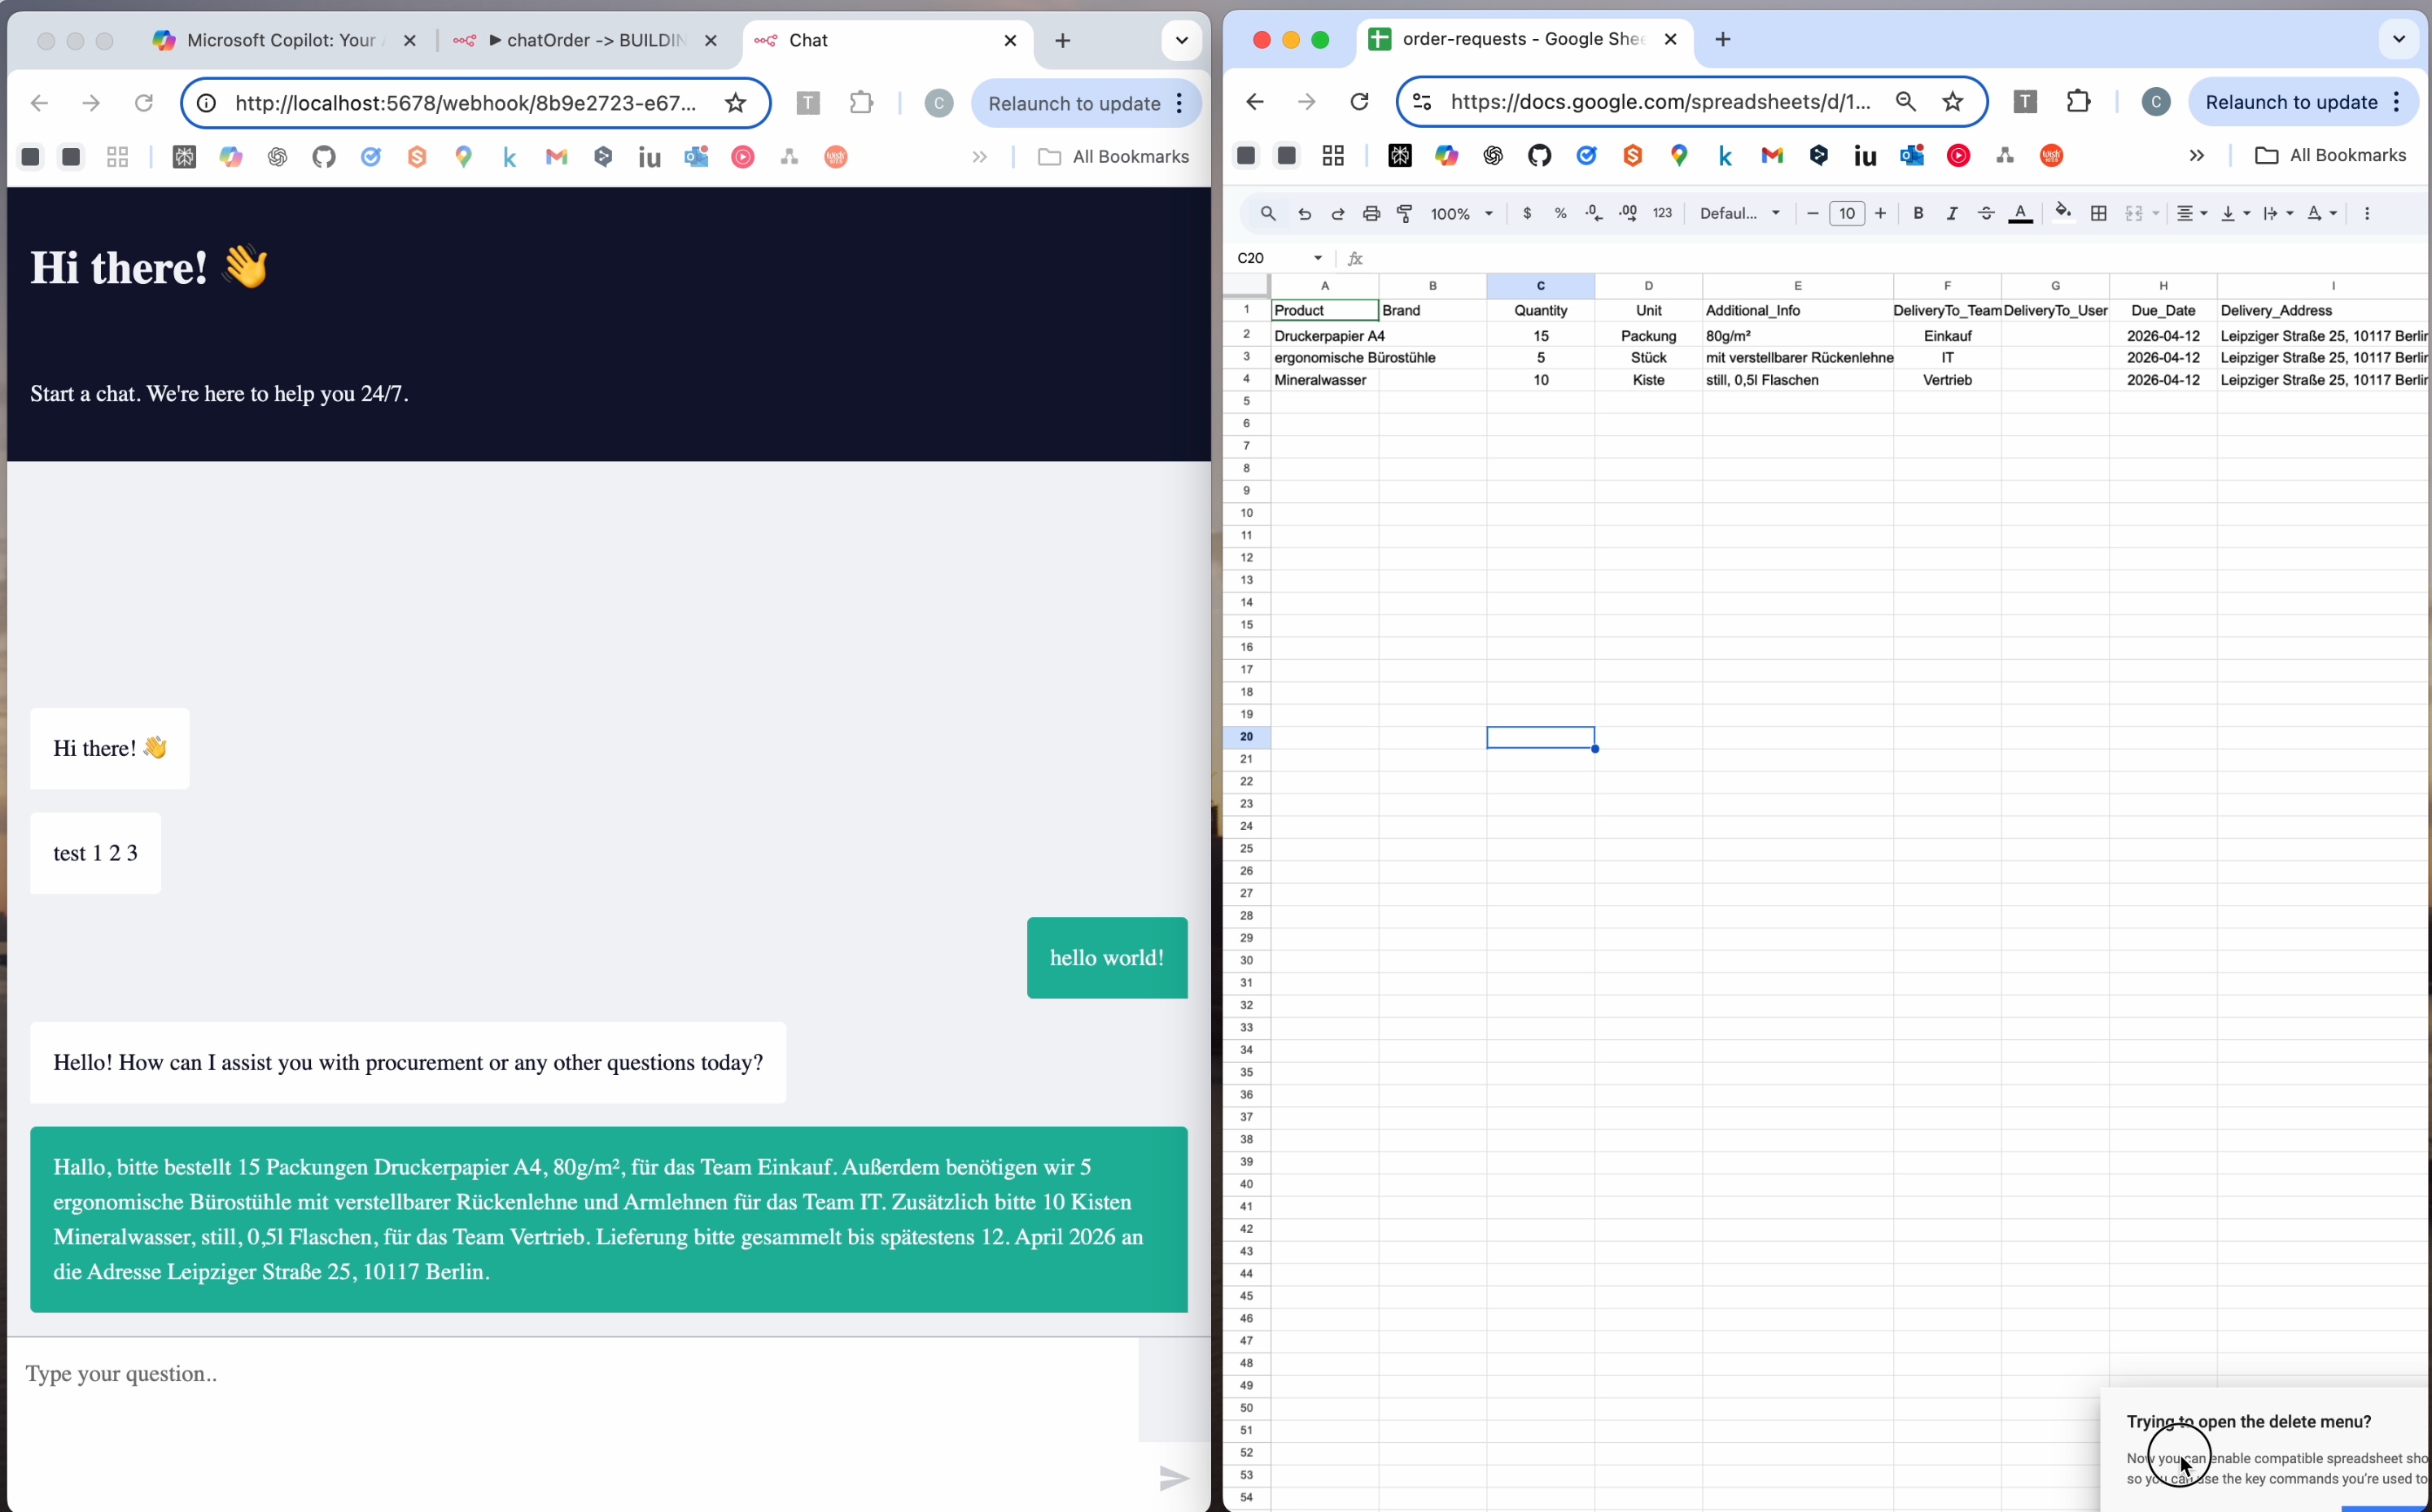 Microsoft Copilot: Your
▶ chatOrder -> BUILDIN
Chat
http://localhost:5678/webhook/8b9e2723-e67...
T
C
Relaunch to update
iu
All Bookmarks
Hi there! 👋
Start a chat. We're here to help you 24/7.
Hi there! 👋
test 1 2 3
hello world!
Hello! How can I assist you with procurement or any other questions today?
Hallo, bitte bestellt 15 Packungen Druckerpapier A4, 80g/m², für das Team Einkauf. Außerdem benötigen wir 5
ergonomische Bürostühle mit verstellbarer Rückenlehne und Armlehnen für das Team IT. Zusätzlich bitte 10 Kisten
Mineralwasser, still, 0,5l Flaschen, für das Team Vertrieb. Lieferung bitte gesammelt bis spätestens 12. April 2026 an
die Adresse Leipziger Straße 25, 10117 Berlin.
Type your question..
order-requests - Google Shee
https://docs.google.com/spreadsheets/d/1...
T
C
Relaunch to update
iu
All Bookmarks
100% $ % .0 .00 123 Defaul... − 10 + B I A
C20 fx
A B C D E F G H I
1 Product Brand Quantity Unit Additional_Info DeliveryTo_Team DeliveryTo_User Due_Date Delivery_Address
2 Druckerpapier A4 15 Packung 80g/m² Einkauf 2026-04-12 Leipziger Straße 25, 10117 Berlin
3 ergonomische Bürostühle 5 Stück mit verstellbarer Rückenlehne IT 2026-04-12 Leipziger Straße 25, 10117 Berlin
4 Mineralwasser 10 Kiste still, 0,5l Flaschen Vertrieb 2026-04-12 Leipziger Straße 25, 10117 Berlin
5
6
7
8
9
10
11
12
13
14
15
16
17
18
19
20
21
22
23
24
25
26
27
28
29
30
31
32
33
34
35
36
37
38
39
40
41
42
43
44
45
46
47
48
49
50
51
52
53
54
Trying to open the delete menu?
Now you can enable compatible spreadsheet sho
so you can use the key commands you're used to